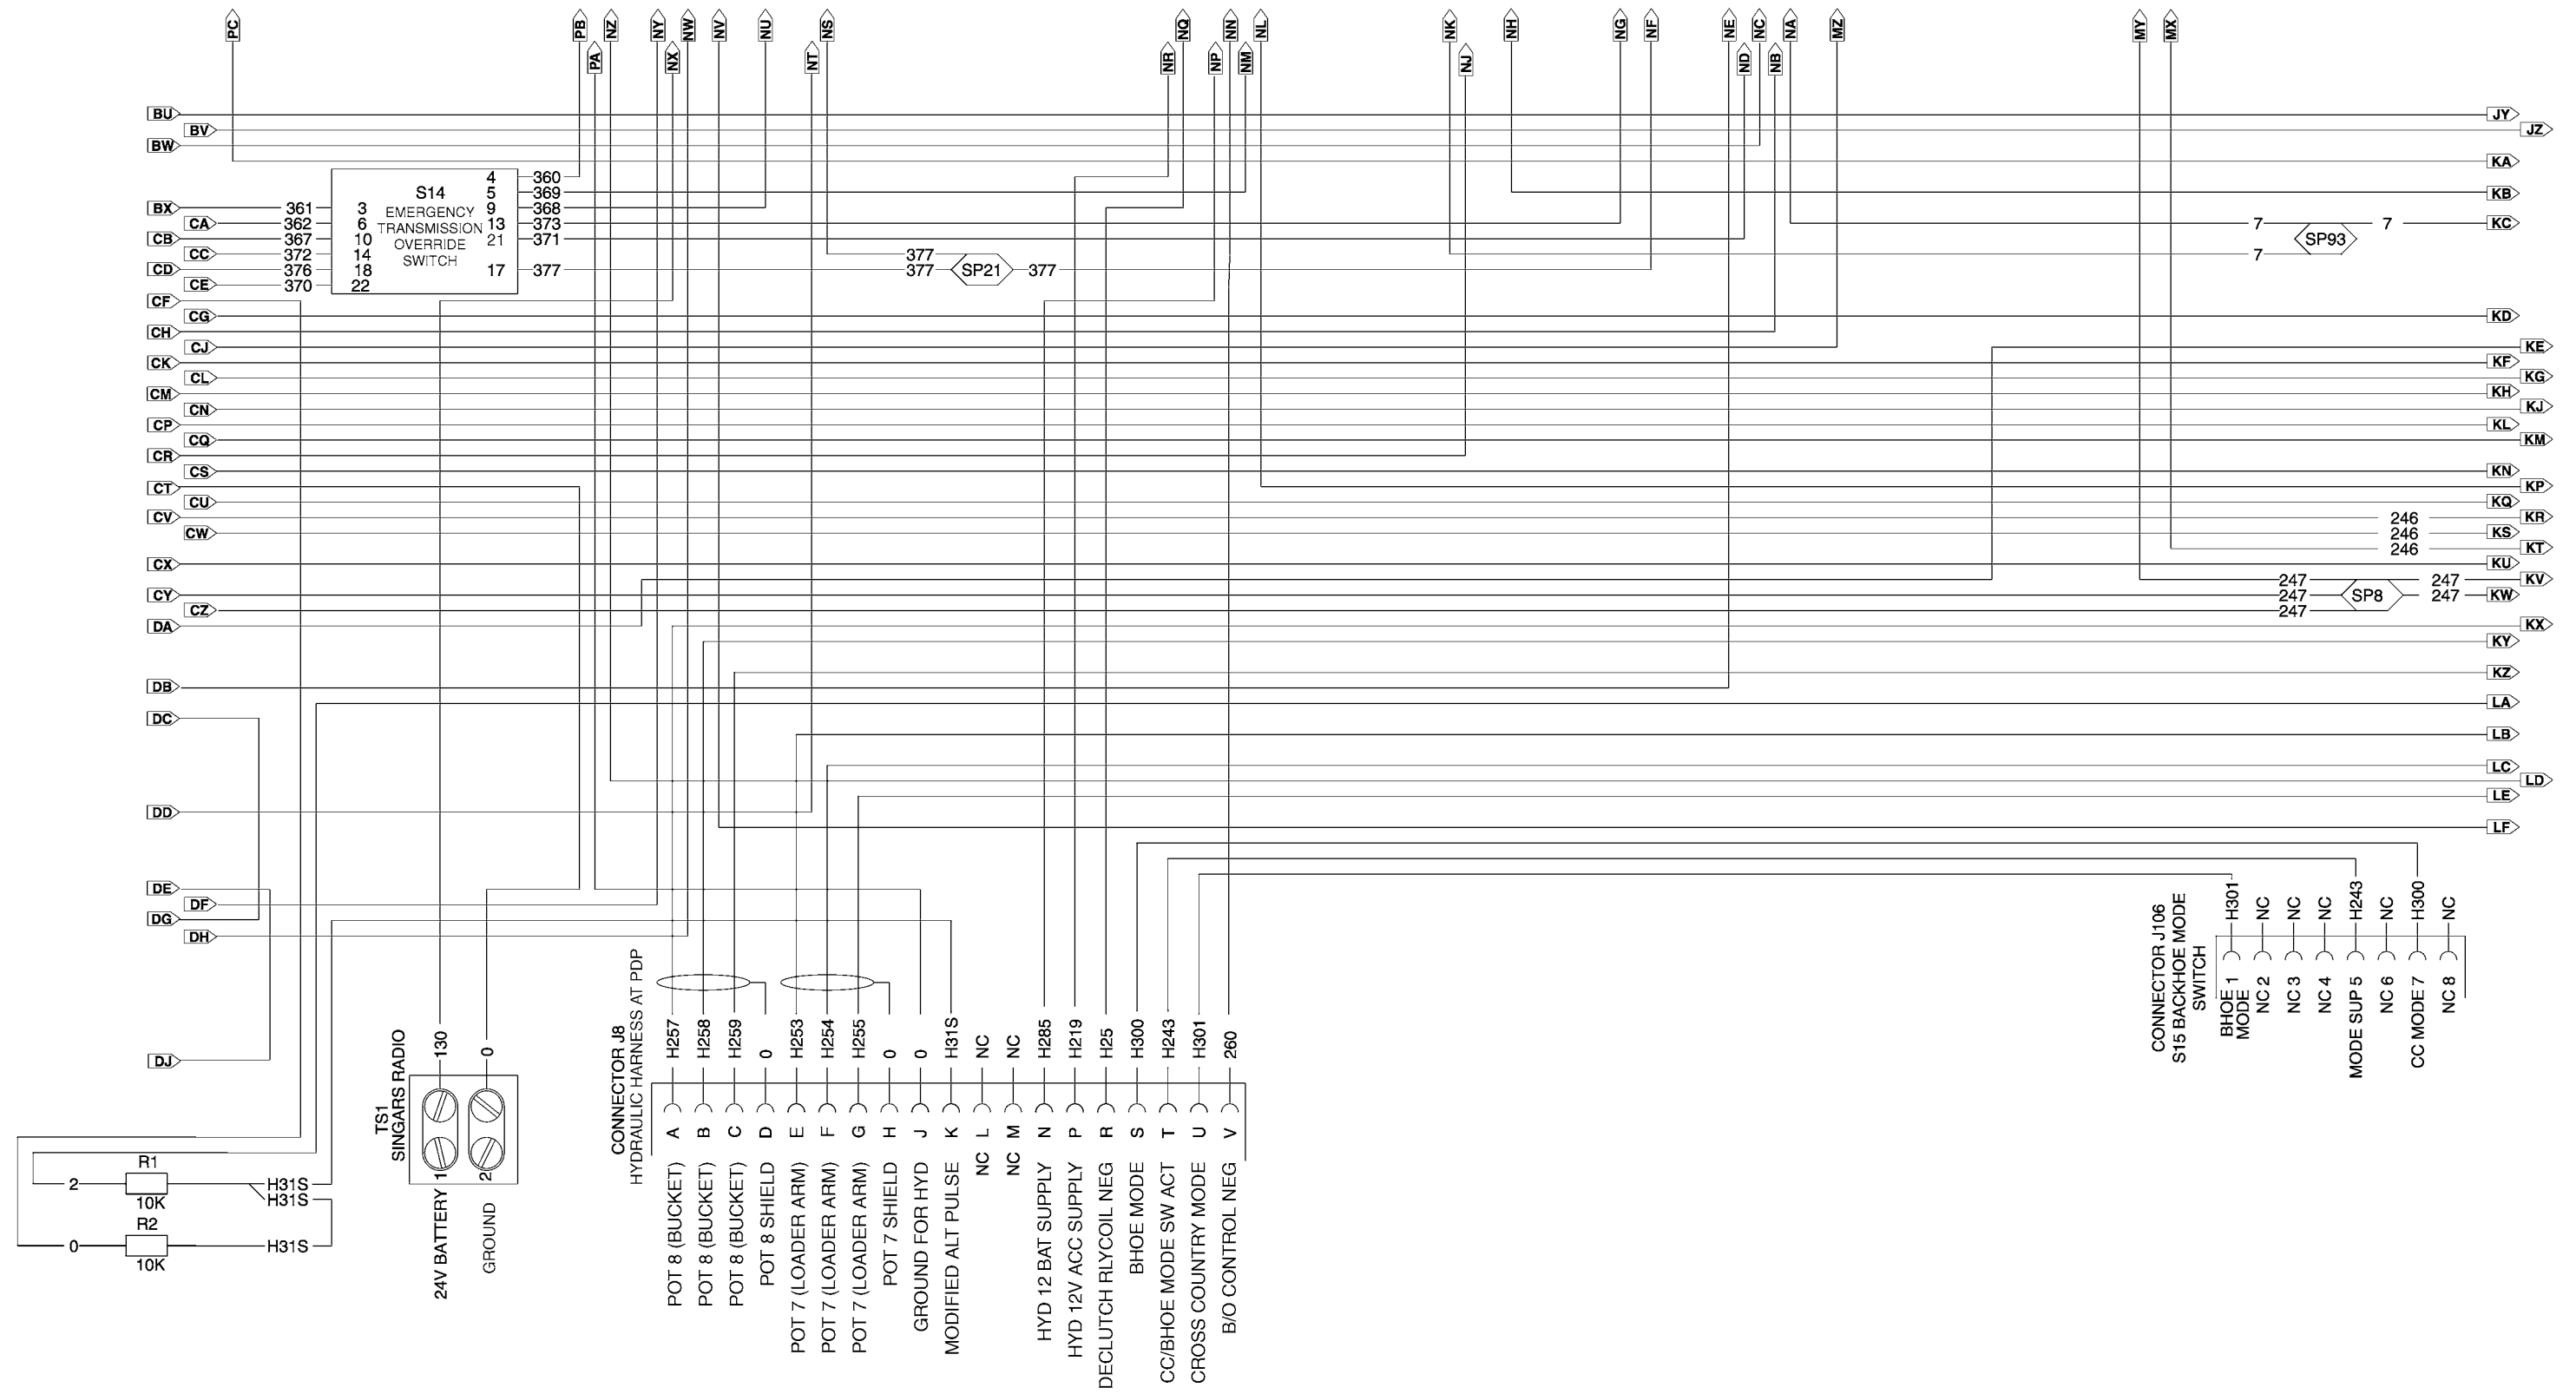 PC
PB
NZ
NY
NW
NV
NU
NS
NQ
NN
NL
NK
NH
NG
NF
NE
NC
NA
MZ
MY
MX
PA
NX
NT
NR
NP
NM
NJ
ND
NB
BU
BV
BW
BX
CA
CB
CC
CD
CE
CF
CG
CH
CJ
CK
CL
CM
CN
CP
CQ
CR
CS
CT
CU
CV
CW
CX
CY
CZ
DA
DB
DC
DD
DE
DF
DG
DH
DJ
361
362
367
372
376
370
3
6
10
14
18
22
S14
EMERGENCY
TRANSMISSION
OVERRIDE
SWITCH
4
5
9
13
21
17
360
369
368
373
371
377
377
377
SP21
377
7
7
7
SP93
246
246
246
247
247
247
SP8
247
247
JY
JZ
KA
KB
KC
KD
KE
KF
KG
KH
KJ
KL
KM
KN
KP
KQ
KR
KS
KT
KU
KV
KW
KX
KY
KZ
LA
LB
LC
LD
LE
LF
R1
2
10K
H31S
H31S
R2
0
10K
H31S
TS1
SINGARS RADIO
130
0
1
2
24V BATTERY
GROUND
CONNECTOR J8
HYDRAULIC HARNESS AT PDP
H257
H258
H259
0
H253
H254
H255
0
0
H31S
NC
NC
H285
H219
H25
H300
H243
H301
260
A
B
C
D
E
F
G
H
J
K
L
M
N
P
R
S
T
U
V
POT 8 (BUCKET)
POT 8 (BUCKET)
POT 8 (BUCKET)
POT 8 SHIELD
POT 7 (LOADER ARM)
POT 7 (LOADER ARM)
POT 7 (LOADER ARM)
POT 7 SHIELD
GROUND FOR HYD
MODIFIED ALT PULSE
NC
NC
HYD 12 BAT SUPPLY
HYD 12V ACC SUPPLY
DECLUTCH RLYCOIL NEG
BHOE MODE
CC/BHOE MODE SW ACT
CROSS COUNTRY MODE
B/O CONTROL NEG
CONNECTOR J106
S15 BACKHOE MODE
SWITCH
H301
NC
NC
NC
H243
NC
H300
NC
BHOE 1
MODE
NC 2
NC 3
NC 4
MODE SUP 5
NC 6
CC MODE 7
NC 8